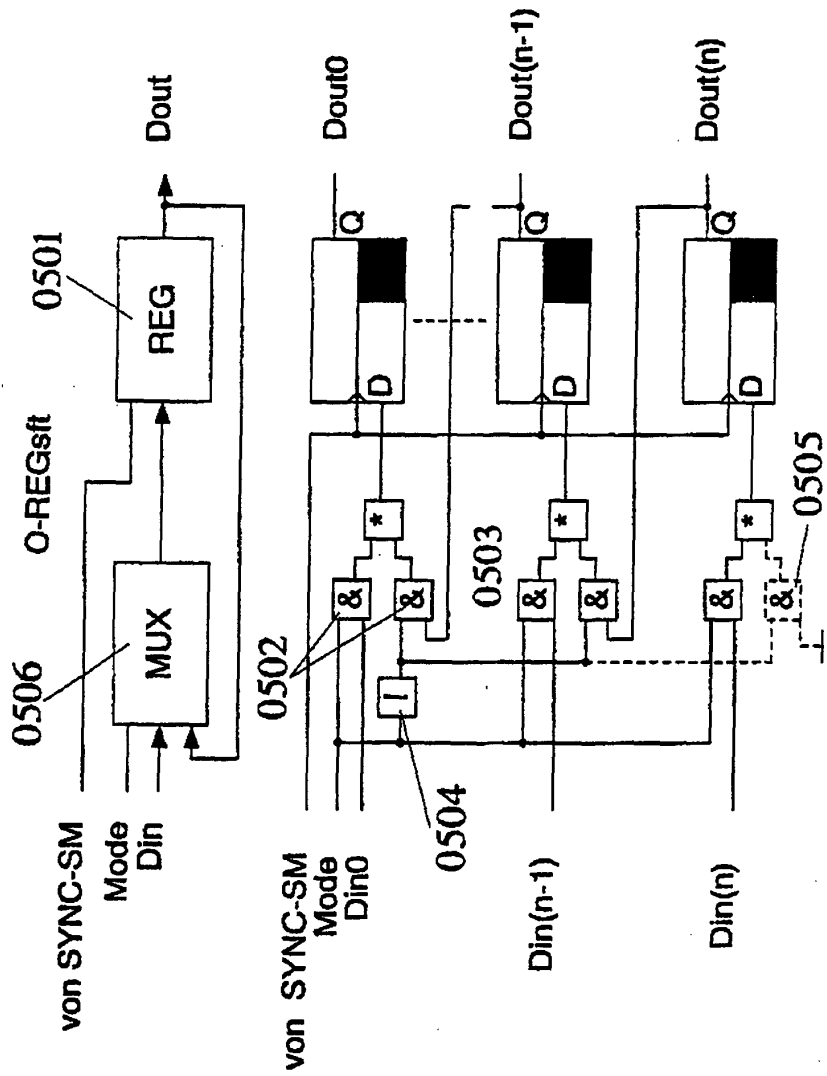 O-REGsft
0506
0501
von SYNC-SM
Mode
Din
MUX
REG
Dout
von SYNC-SM
Mode
Din0
0502
&
&
*
D
Q
Dout0
0504
0503
Din(n-1)
&
&
*
D
Q
Dout(n-1)
Din(n)
&
&
*
D
Q
Dout(n)
0505